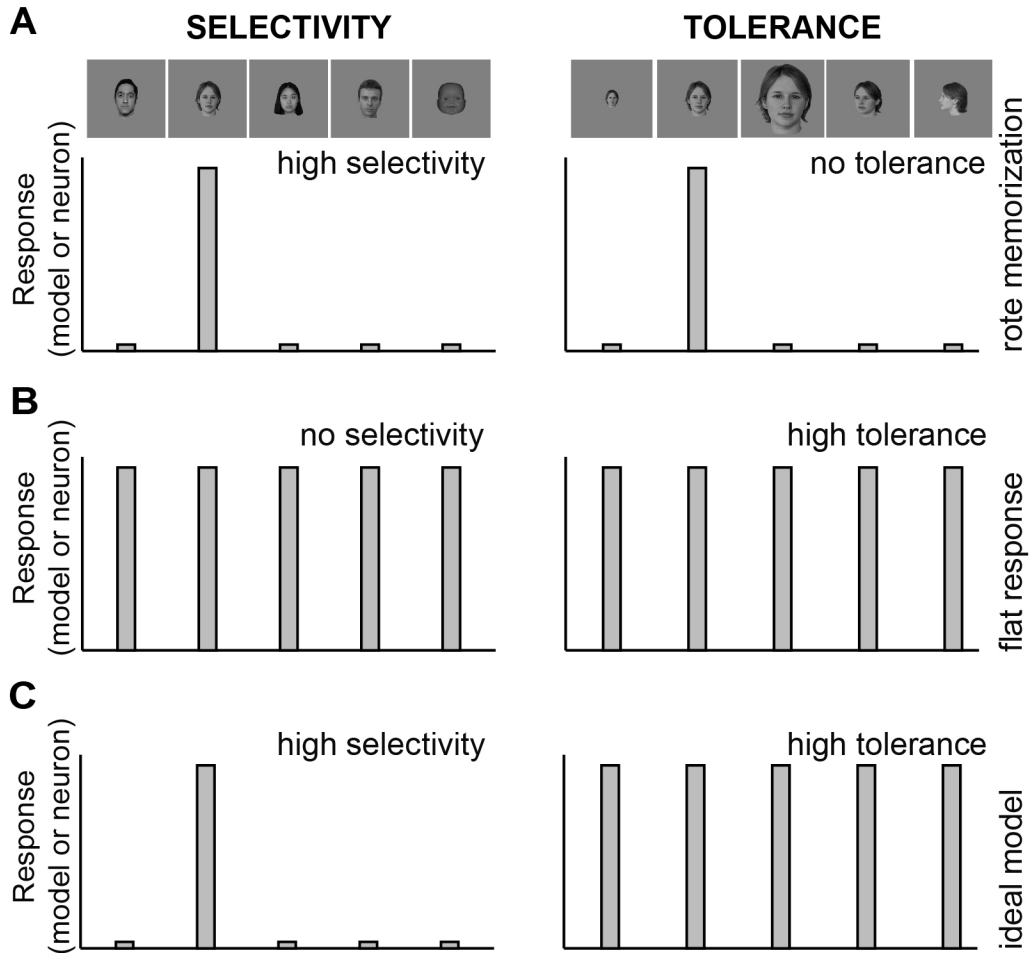 A
SELECTIVITY
TOLERANCE
Response
(model or neuron)
high selectivity
no tolerance
rote memorization
B
Response
(model or neuron)
no selectivity
high tolerance
flat response
C
Response
(model or neuron)
high selectivity
high tolerance
ideal model